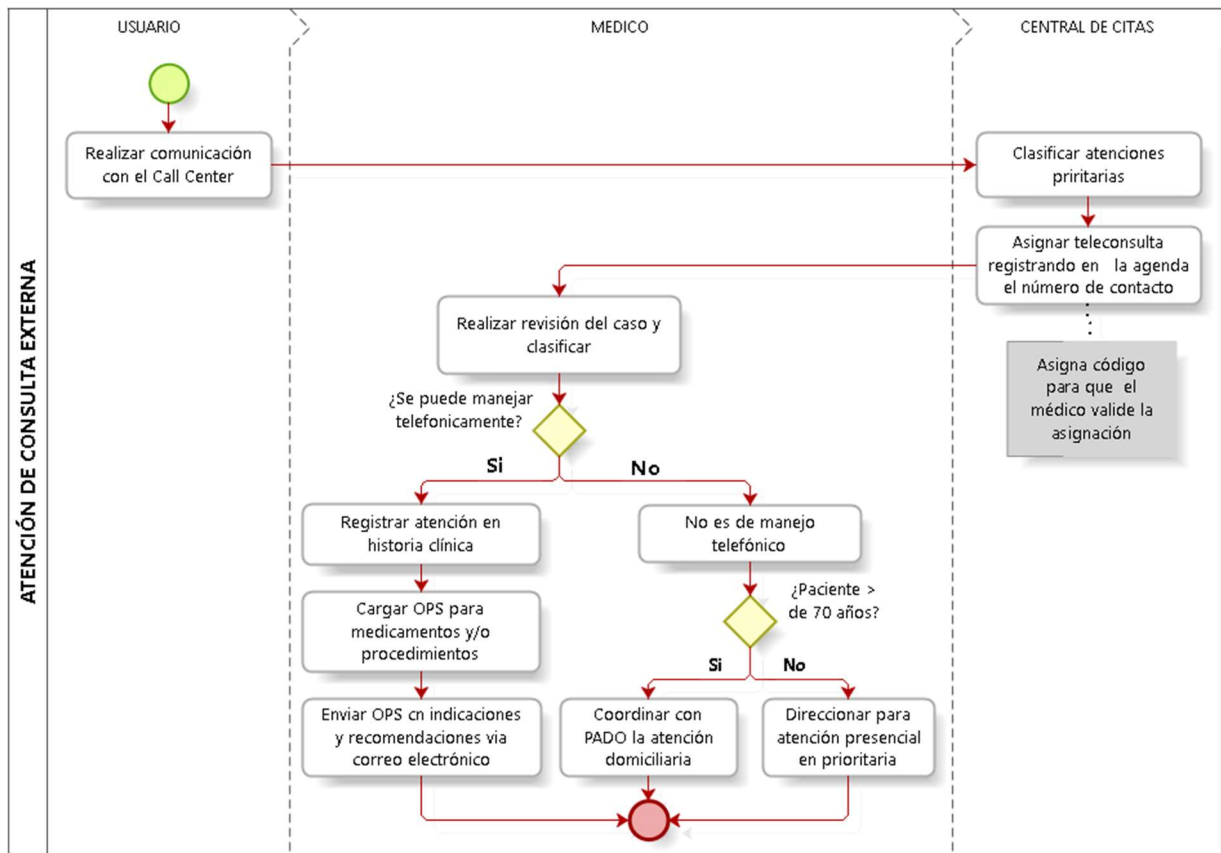 USUARIO
MEDICO
CENTRAL DE CITAS
ATENCIÓN DE CONSULTA EXTERNA
Realizar comunicación
con el Call Center
Clasificar atenciones
priritarias
Asignar teleconsulta
registrando en la agenda
el número de contacto
Asigna código
para que el
médico valide la
asignación
Realizar revisión del caso y
clasificar
¿Se puede manejar
telefonicamente?
Si
No
Registrar atención en
historia clínica
No es de manejo
telefónico
Cargar OPS para
medicamentos y/o
procedimientos
¿Paciente >
de 70 años?
Si
No
Enviar OPS cn indicaciones
y recomendaciones via
correo electrónico
Coordinar con
PADO la atención
domiciliaria
Direccionar para
atención presencial
en prioritaria